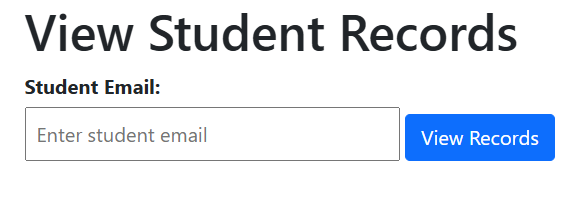 View Student Records
Student Email:
Enter student email
View Records